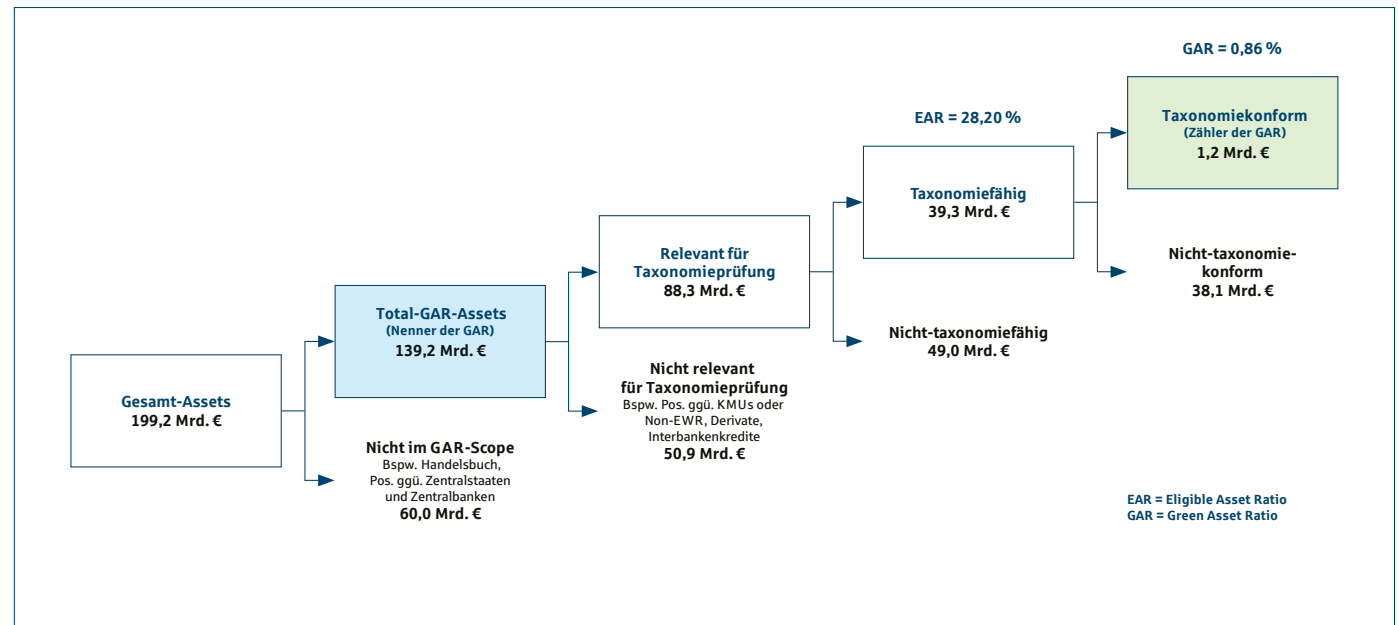 Gesamt-Assets
199,2 Mrd. €
Total-GAR-Assets
(Nenner der GAR)
139,2 Mrd. €
Nicht im GAR-Scope
Bspw. Handelsbuch,
Pos. ggü. Zentralstaaten
und Zentralbanken
60,0 Mrd. €
Relevant für
Taxonomieprüfung
88,3 Mrd. €
Nicht relevant
für Taxonomieprüfung
Bspw. Pos. ggü. KMUs oder
Non-EWR, Derivate,
Interbankenkredite
50,9 Mrd. €
EAR = 28,20 %
Taxonomiefähig
39,3 Mrd. €
Nicht-taxonomiefähig
49,0 Mrd. €
GAR = 0,86 %
Taxonomiekonform
(Zähler der GAR)
1,2 Mrd. €
Nicht-taxonomie-
konform
38,1 Mrd. €
EAR = Eligible Asset Ratio
GAR = Green Asset Ratio